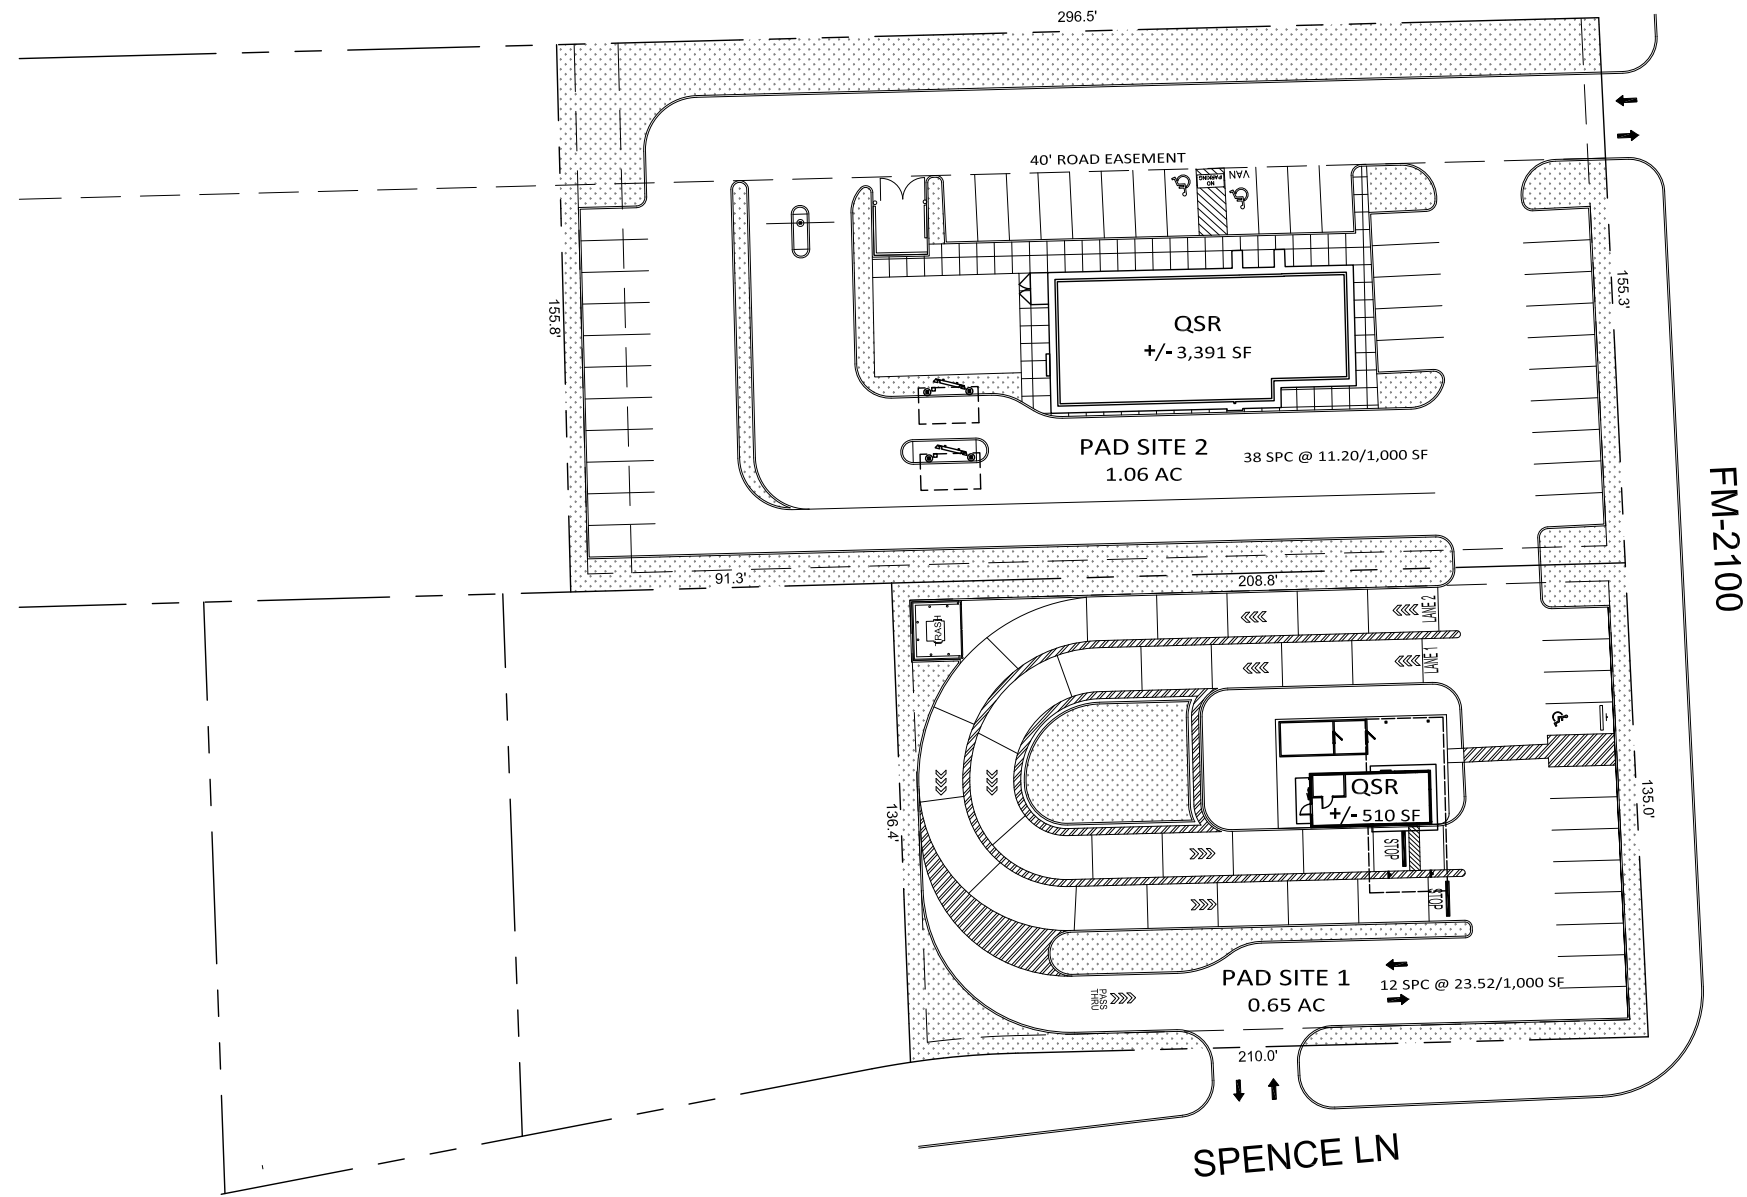 296.5'
40' ROAD EASEMENT
NO
PARKING
VAN
155.8'
155.3'
QSR
+/- 3,391 SF
PAD SITE 2
1.06 AC
38 SPC @ 11.20/1,000 SF
FM-2100
91.3'
208.8'
TRASH
LANE 2
LANE 1
136.4'
135.0'
QSR
+/- 510 SF
STOP
STOP
PAD SITE 1
0.65 AC
12 SPC @ 23.52/1,000 SF
PASS
THRU
210.0'
SPENCE LN